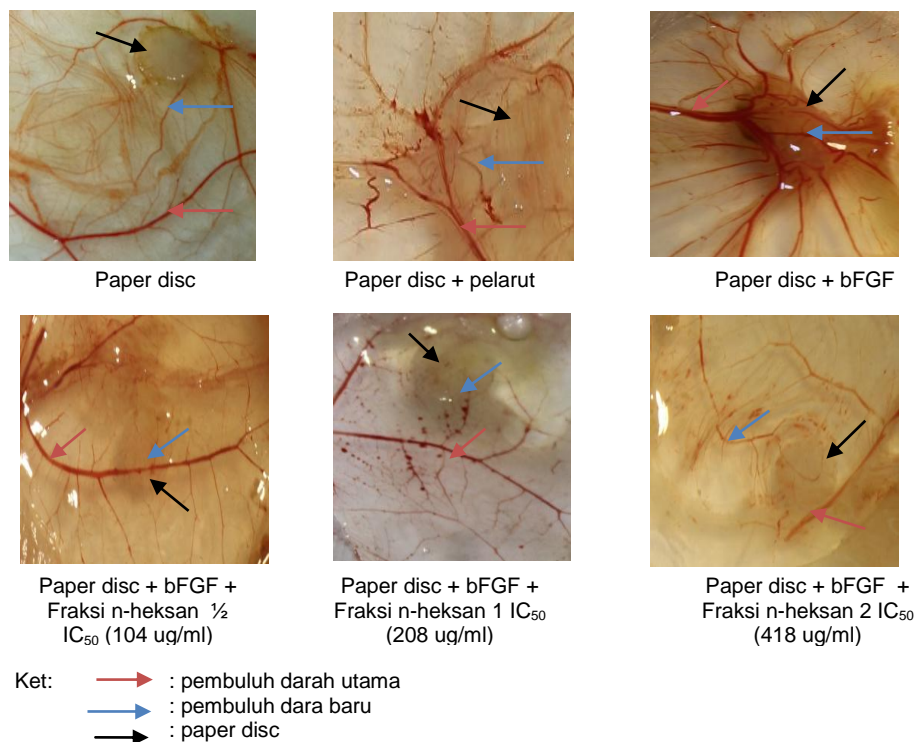 Paper disc
Paper disc + pelarut
Paper disc + bFGF
Paper disc + bFGF +
Fraksi n-heksan ½
IC₅₀ (104 ug/ml)
Paper disc + bFGF +
Fraksi n-heksan 1 IC₅₀
(208 ug/ml)
Paper disc + bFGF +
Fraksi n-heksan 2 IC₅₀
(418 ug/ml)
Ket:
: pembuluh darah utama
: pembuluh dara baru
: paper disc